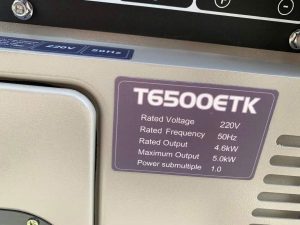 220V 50Hz
T6500ETK
Rated Voltage 220V
Rated Frequency 50Hz
Rated Output 4.6kW
Maximum Output 5.0kW
Power submultiple 1.0